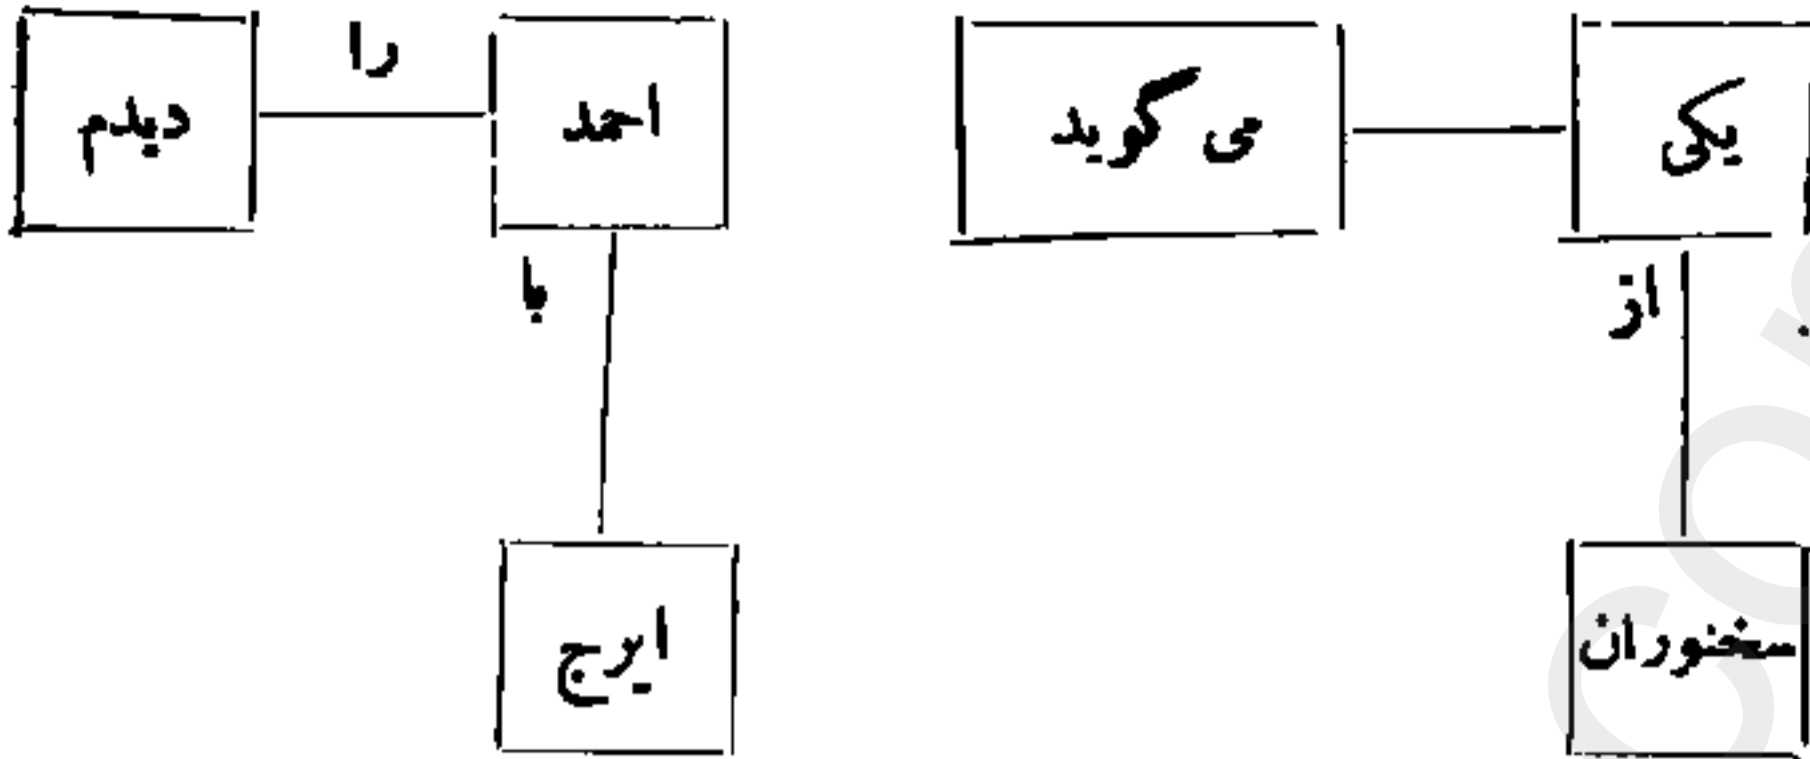 یکی می گوید
از
سخنوران
احمد را دیدم
با
ایرج